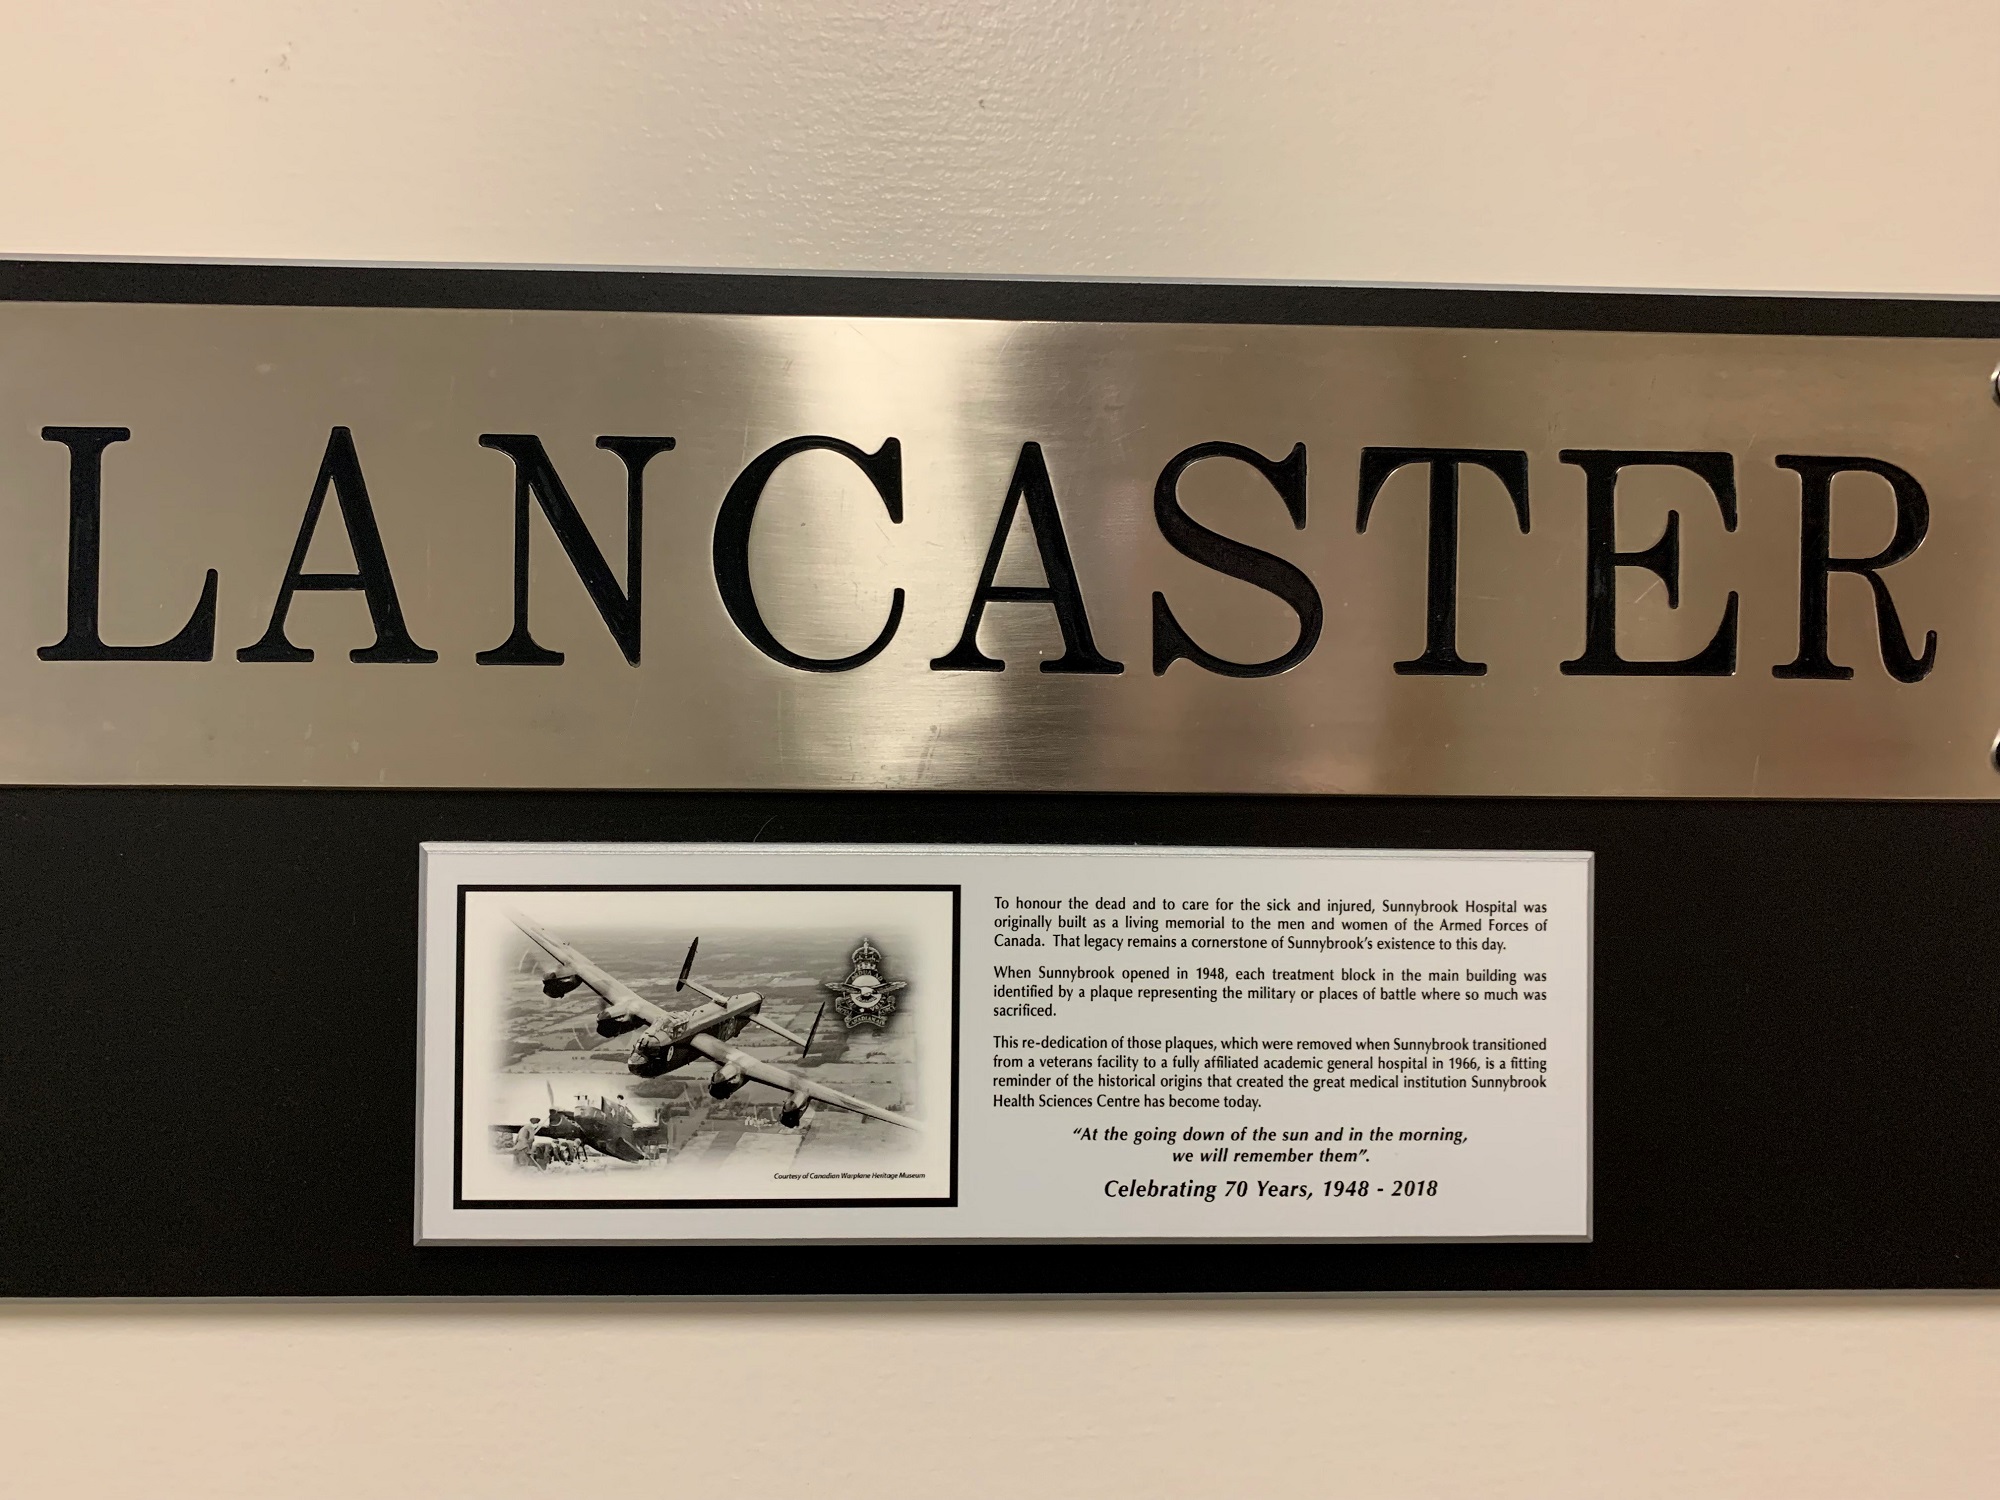 LANCASTER
To honour the dead and to care for the sick and injured, Sunnybrook Hospital was
originally built as a living memorial to the men and women of the Armed Forces of
Canada. That legacy remains a cornerstone of Sunnybrook's existence to this day.
When Sunnybrook opened in 1948, each treatment block in the main building was
identified by a plaque representing the military or places of battle where so much was
sacrificed.
This re-dedication of those plaques, which were removed when Sunnybrook transitioned
from a veterans facility to a fully affiliated academic general hospital in 1966, is a fitting
reminder of the historical origins that created the great medical institution Sunnybrook
Health Sciences Centre has become today.
"At the going down of the sun and in the morning,
we will remember them".
Celebrating 70 Years, 1948 - 2018
Courtesy of Canadian Warplane Heritage Museum